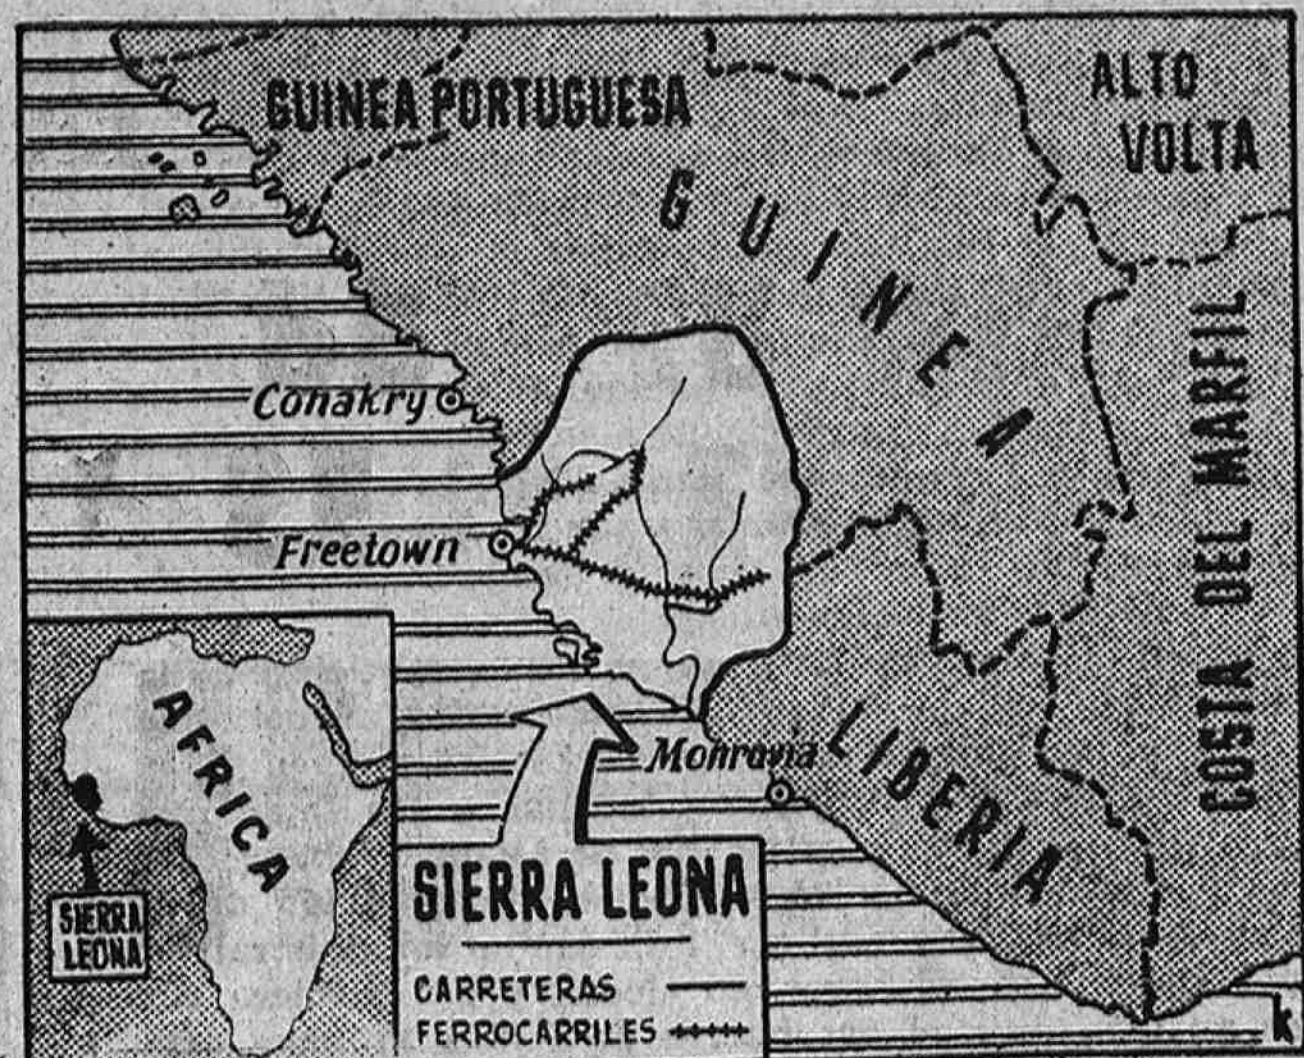 GUINEA PORTUGUESA
ALTO
VOLTA
GUINEA
COSTA DEL MARFIL
Conakry
Freetown
Monrovia
LIBERIA
AFRICA
SIERRA
LEONA
SIERRA LEONA
CARRETERAS
FERROCARRILES
k